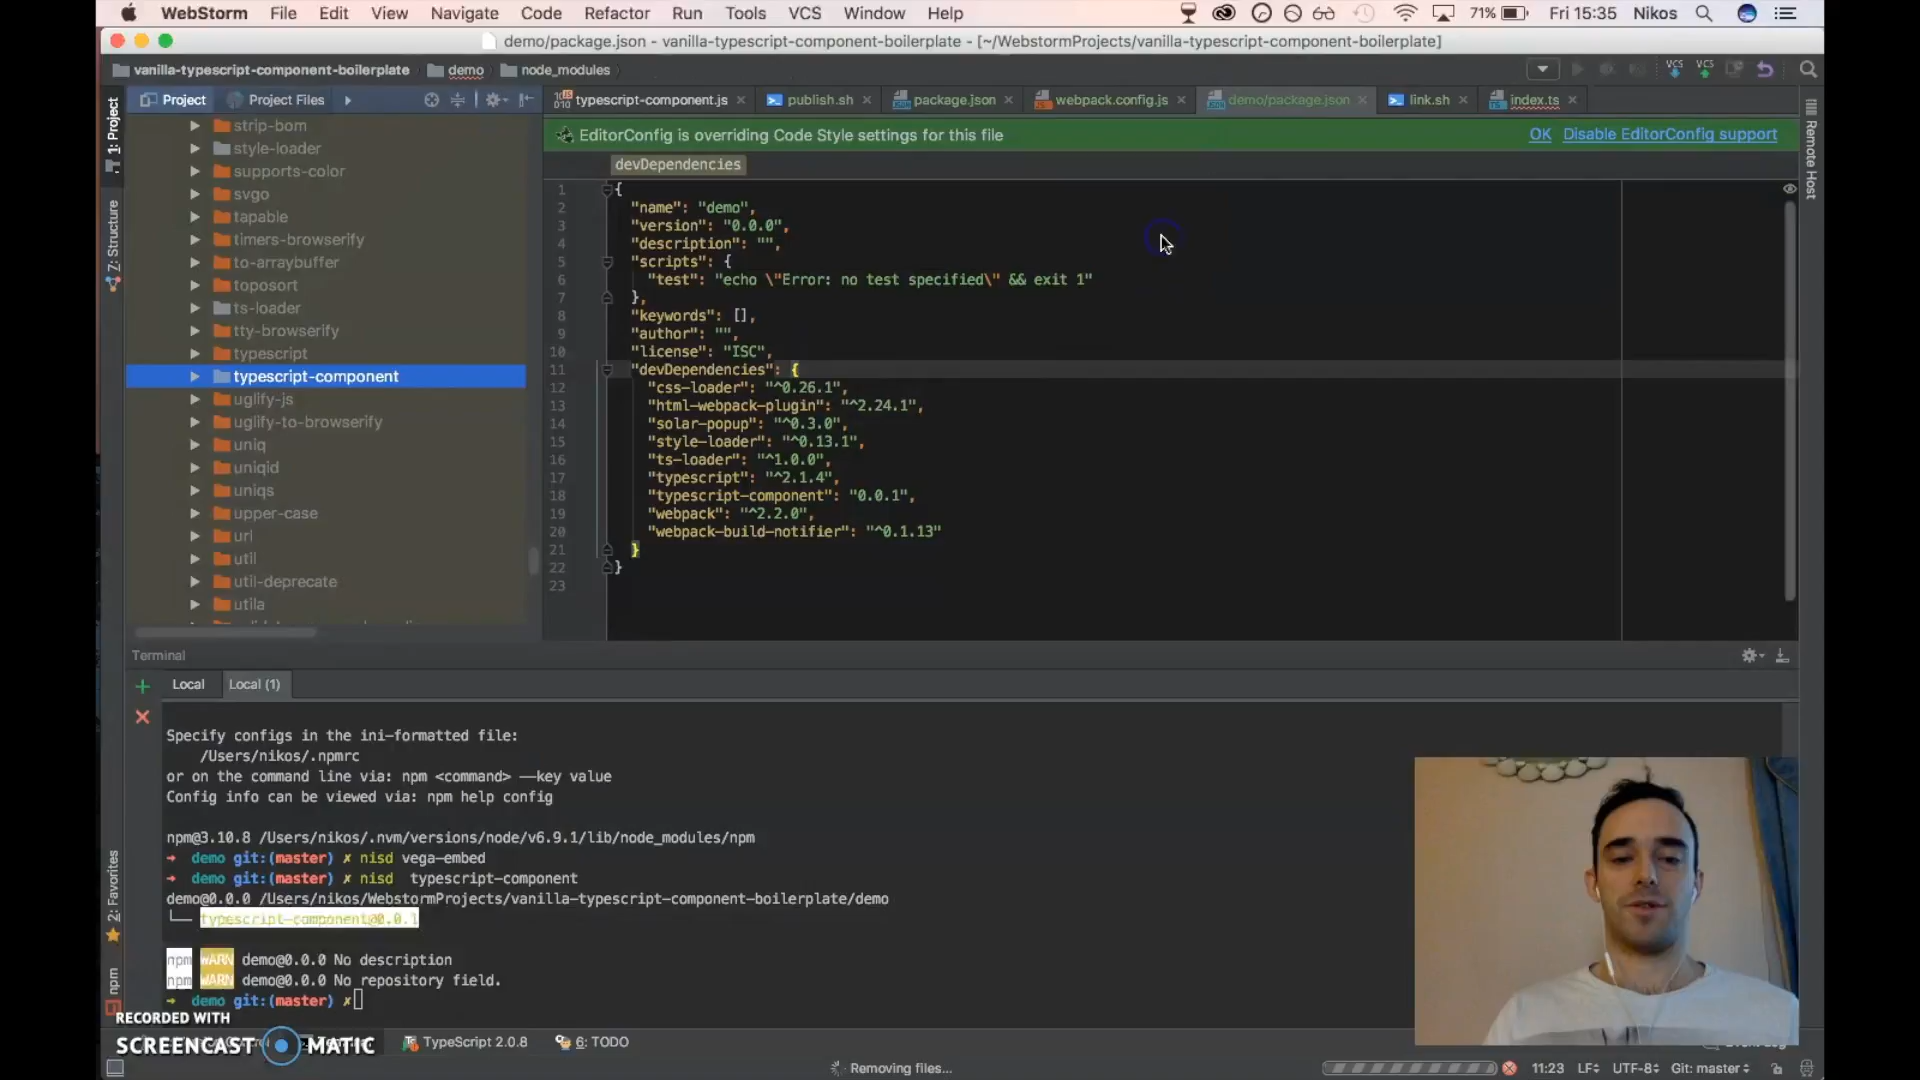 WebStorm File Edit View Navigate Code Refactor Run Tools VCS Window Help 71% Fri 15:35 Nikos
demo/package.json - vanilla-typescript-component-boilerplate - [~/WebstormProjects/vanilla-typescript-component-boilerplate]
vanilla-typescript-component-boilerplate demo node_modules VCS VCS
1: Project
Z: Structure
2: Favorites
npm
Remote Host
Project Project Files
typescript-component.js publish.sh package.json webpack.config.js demo/package.json link.sh index.ts
EditorConfig is overriding Code Style settings for this file OK Disable EditorConfig support
devDependencies
strip-bom
style-loader
supports-color
svgo
tapable
timers-browserify
to-arraybuffer
toposort
ts-loader
tty-browserify
typescript
typescript-component
uglify-js
uglify-to-browserify
uniq
uniqid
uniqs
upper-case
url
util
util-deprecate
utila
1 {
2 "name": "demo",
3 "version": "0.0.0",
4 "description": "",
5 "scripts": {
6 "test": "echo \"Error: no test specified\" && exit 1"
7 },
8 "keywords": [],
9 "author": "",
10 "license": "ISC",
11 "devDependencies": {
12 "css-loader": "^0.26.1",
13 "html-webpack-plugin": "^2.24.1",
14 "solar-popup": "^0.3.0",
15 "style-loader": "^0.13.1",
16 "ts-loader": "^1.0.0",
17 "typescript": "^2.1.4",
18 "typescript-component": "0.0.1",
19 "webpack": "^2.2.0",
20 "webpack-build-notifier": "^0.1.13"
21 }
22 }
23
Terminal
Local Local (1)
Specify configs in the ini-formatted file:
/Users/nikos/.npmrc
or on the command line via: npm <command> --key value
Config info can be viewed via: npm help config
npm@3.10.8 /Users/nikos/.nvm/versions/node/v6.9.1/lib/node_modules/npm
→ demo git:(master) ✗ nisd vega-embed
→ demo git:(master) ✗ nisd typescript-component
demo@0.0.0 /Users/nikos/WebstormProjects/vanilla-typescript-component-boilerplate/demo
└── typescript-component@0.0.1
npm WARN demo@0.0.0 No description
npm WARN demo@0.0.0 No repository field.
→ demo git:(master) ✗
RECORDED WITH
SCREENCAST MATIC
TypeScript 2.0.8 6: TODO
Removing files... 11:23 LF UTF-8 Git: master